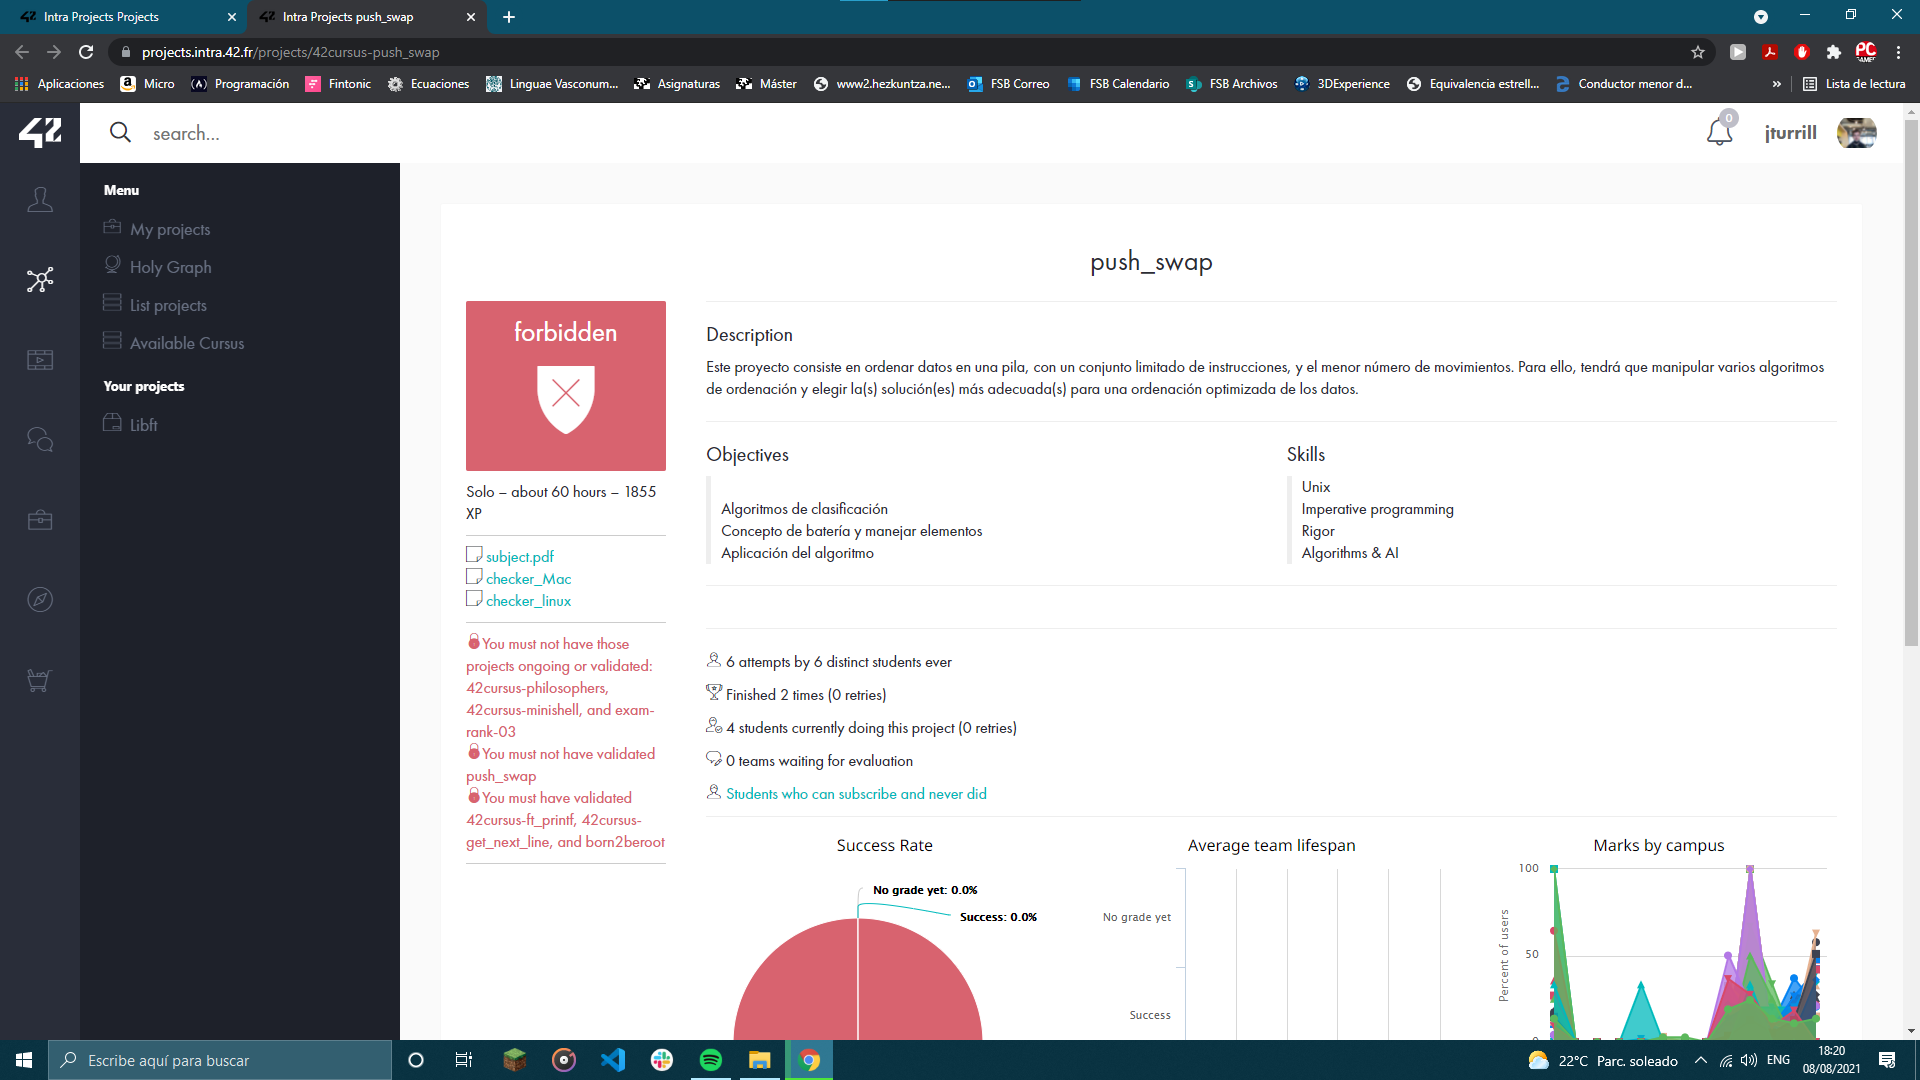 Intra Projects Projects
Intra Projects push_swap
projects.intra.42.fr/projects/42cursus-push_swap
Aplicaciones
Micro
Programación
Fintonic
Ecuaciones
Linguae Vasconum...
Asignaturas
Máster
www2.hezkuntza.ne...
FSB Correo
FSB Calendario
FSB Archivos
3DExperience
Equivalencia estrell...
Conductor menor d...
»
Lista de lectura
42
search...
0
jturrill
Menu
My projects
Holy Graph
List projects
Available Cursus
Your projects
Libft
push_swap
forbidden
Solo – about 60 hours – 1855
XP
subject.pdf
checker_Mac
checker_linux
You must not have those
projects ongoing or validated:
42cursus-philosophers,
42cursus-minishell, and exam-
rank-03
You must not have validated
push_swap
You must have validated
42cursus-ft_printf, 42cursus-
get_next_line, and born2beroot
Description
Este proyecto consiste en ordenar datos en una pila, con un conjunto limitado de instrucciones, y el menor número de movimientos. Para ello, tendrá que manipular varios algoritmos
de ordenación y elegir la(s) solución(es) más adecuada(s) para una ordenación optimizada de los datos.
Objectives
Algoritmos de clasificación
Concepto de batería y manejar elementos
Aplicación del algoritmo
Skills
Unix
Imperative programming
Rigor
Algorithms & AI
6 attempts by 6 distinct students ever
Finished 2 times (0 retries)
4 students currently doing this project (0 retries)
0 teams waiting for evaluation
Students who can subscribe and never did
Success Rate
No grade yet: 0.0%
Success: 0.0%
Average team lifespan
No grade yet
Success
Marks by campus
100
50
Percent of users
Escribe aquí para buscar
22°C Parc. soleado
ENG
18:20
08/08/2021